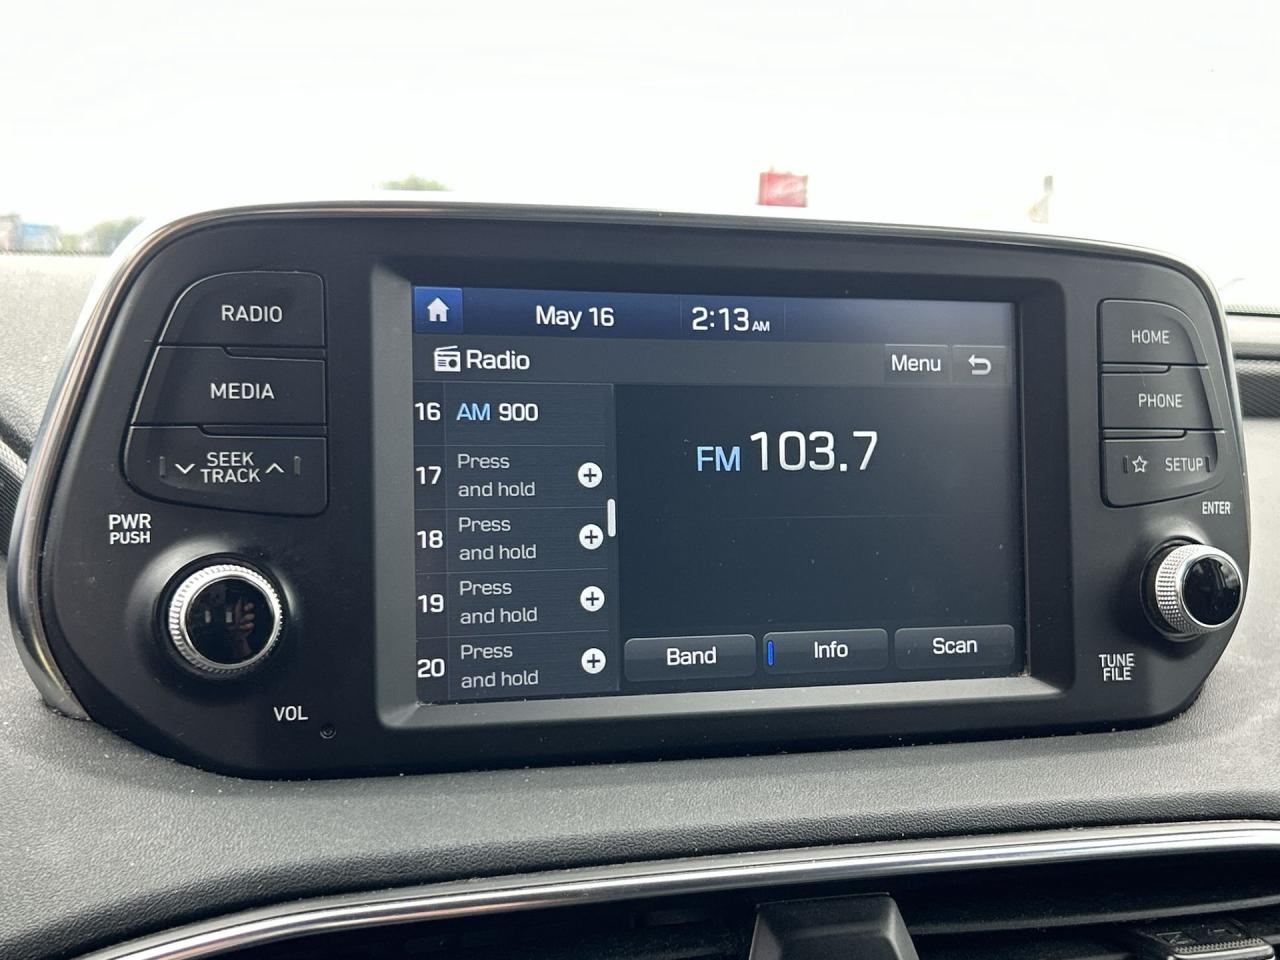 RADIO
MEDIA
SEEK
TRACK
PWR
PUSH
VOL
May 16
2:13 AM
Radio
Menu
16 AM 900
17 Press
and hold
18 Press
and hold
19 Press
and hold
20 Press
and hold
FM 103.7
Band
Info
Scan
HOME
PHONE
SETUP
ENTER
TUNE
FILE